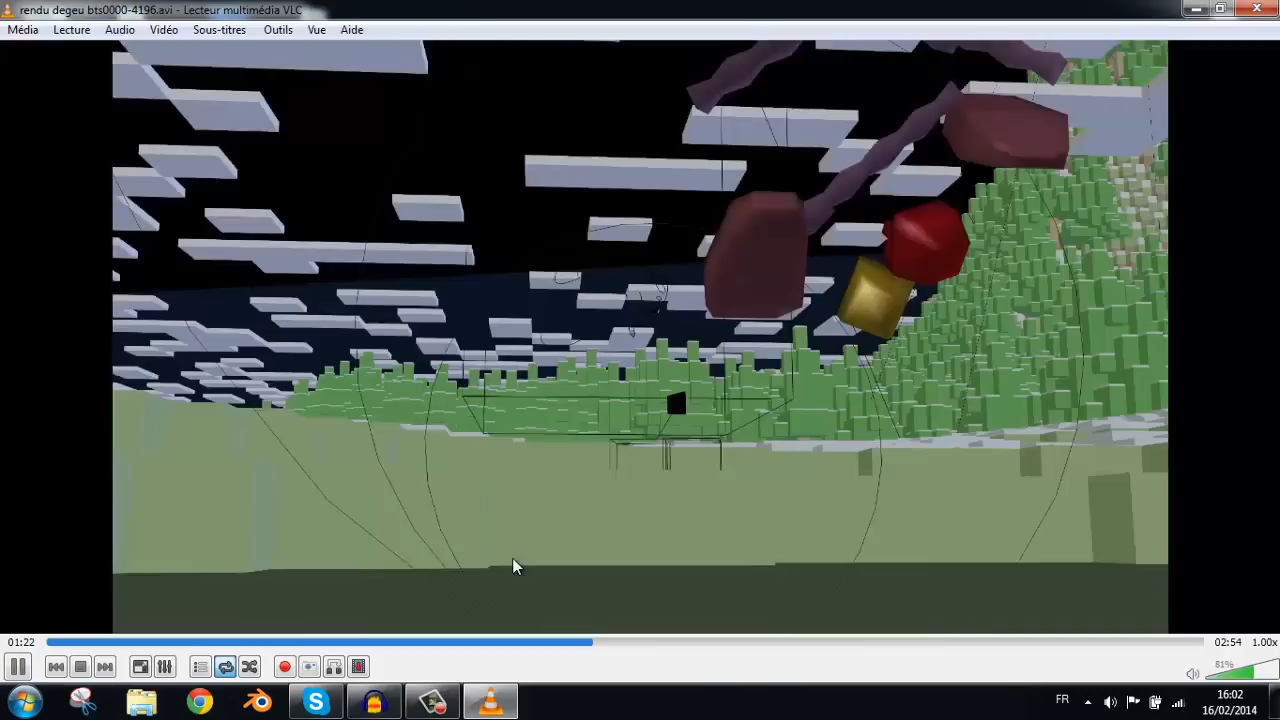 rendu degeu bts0000-4196.avi - Lecteur multimédia VLC
Média Lecture Audio Vidéo Sous-titres Outils Vue Aide
01:22 02:54 1.00x
81%
FR 16:02
16/02/2014